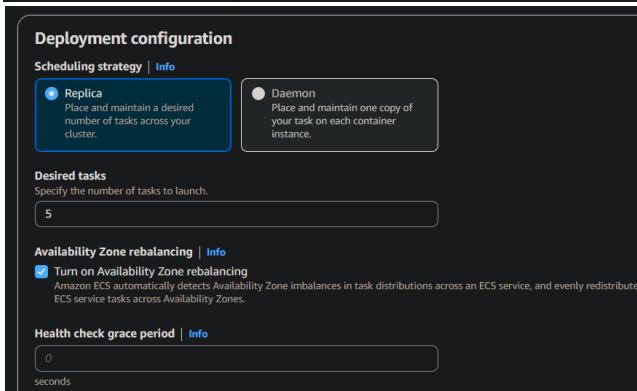 Deployment configuration
Scheduling strategy | Info
Replica
Place and maintain a desired
number of tasks across your
cluster.
Daemon
Place and maintain one copy of
your task on each container
instance.
Desired tasks
Specify the number of tasks to launch.
5
Availability Zone rebalancing | Info
Turn on Availability Zone rebalancing
Amazon ECS automatically detects Availability Zone imbalances in task distributions across an ECS service, and evenly redistribute
ECS service tasks across Availability Zones.
Health check grace period | Info
0
seconds